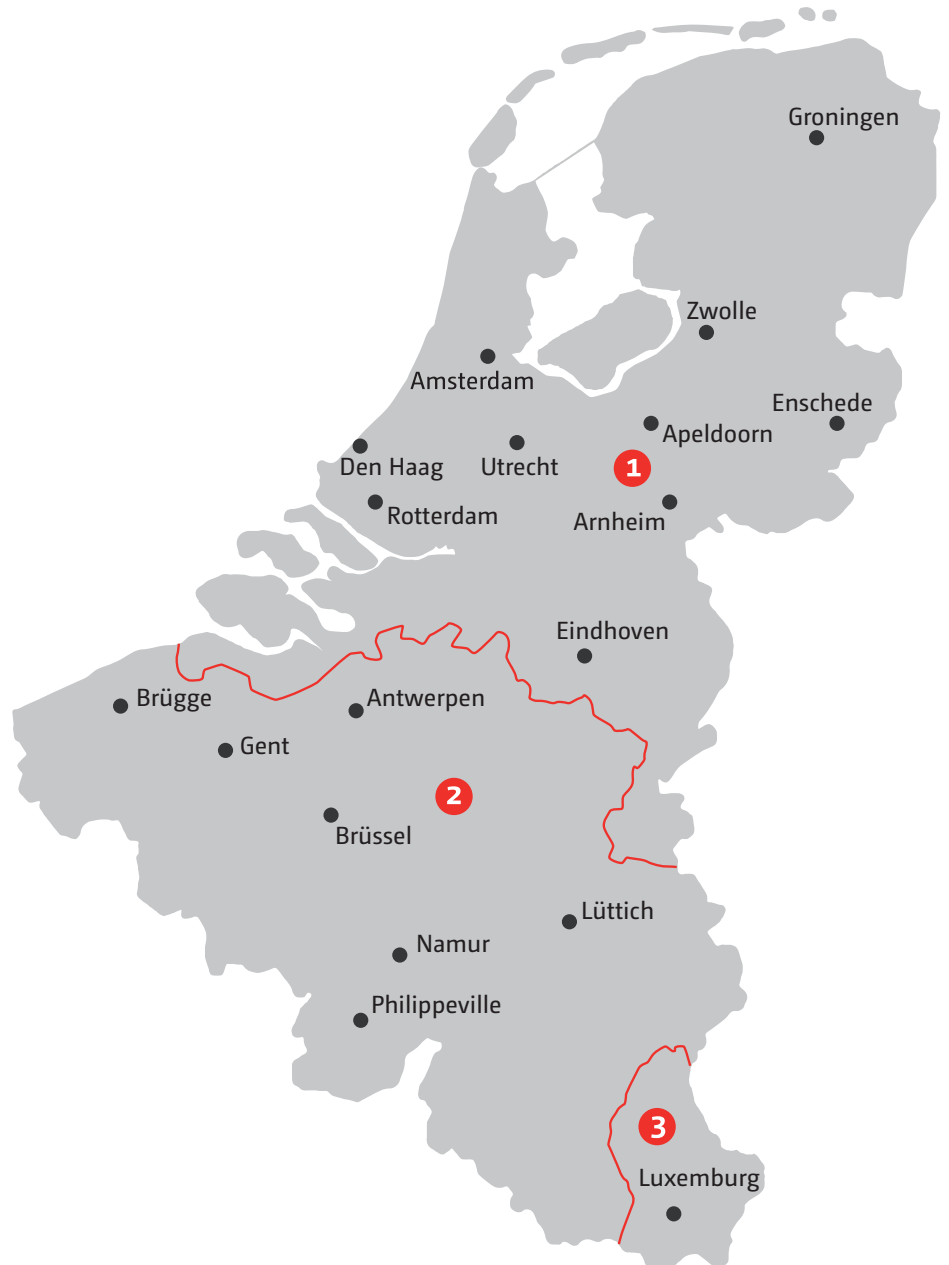 Groningen
Zwolle
Amsterdam
Enschede
Apeldoorn
Den Haag
Utrecht
1
Rotterdam
Arnheim
Eindhoven
Brügge
Antwerpen
Gent
2
Brüssel
Lüttich
Namur
Philippeville
3
Luxemburg